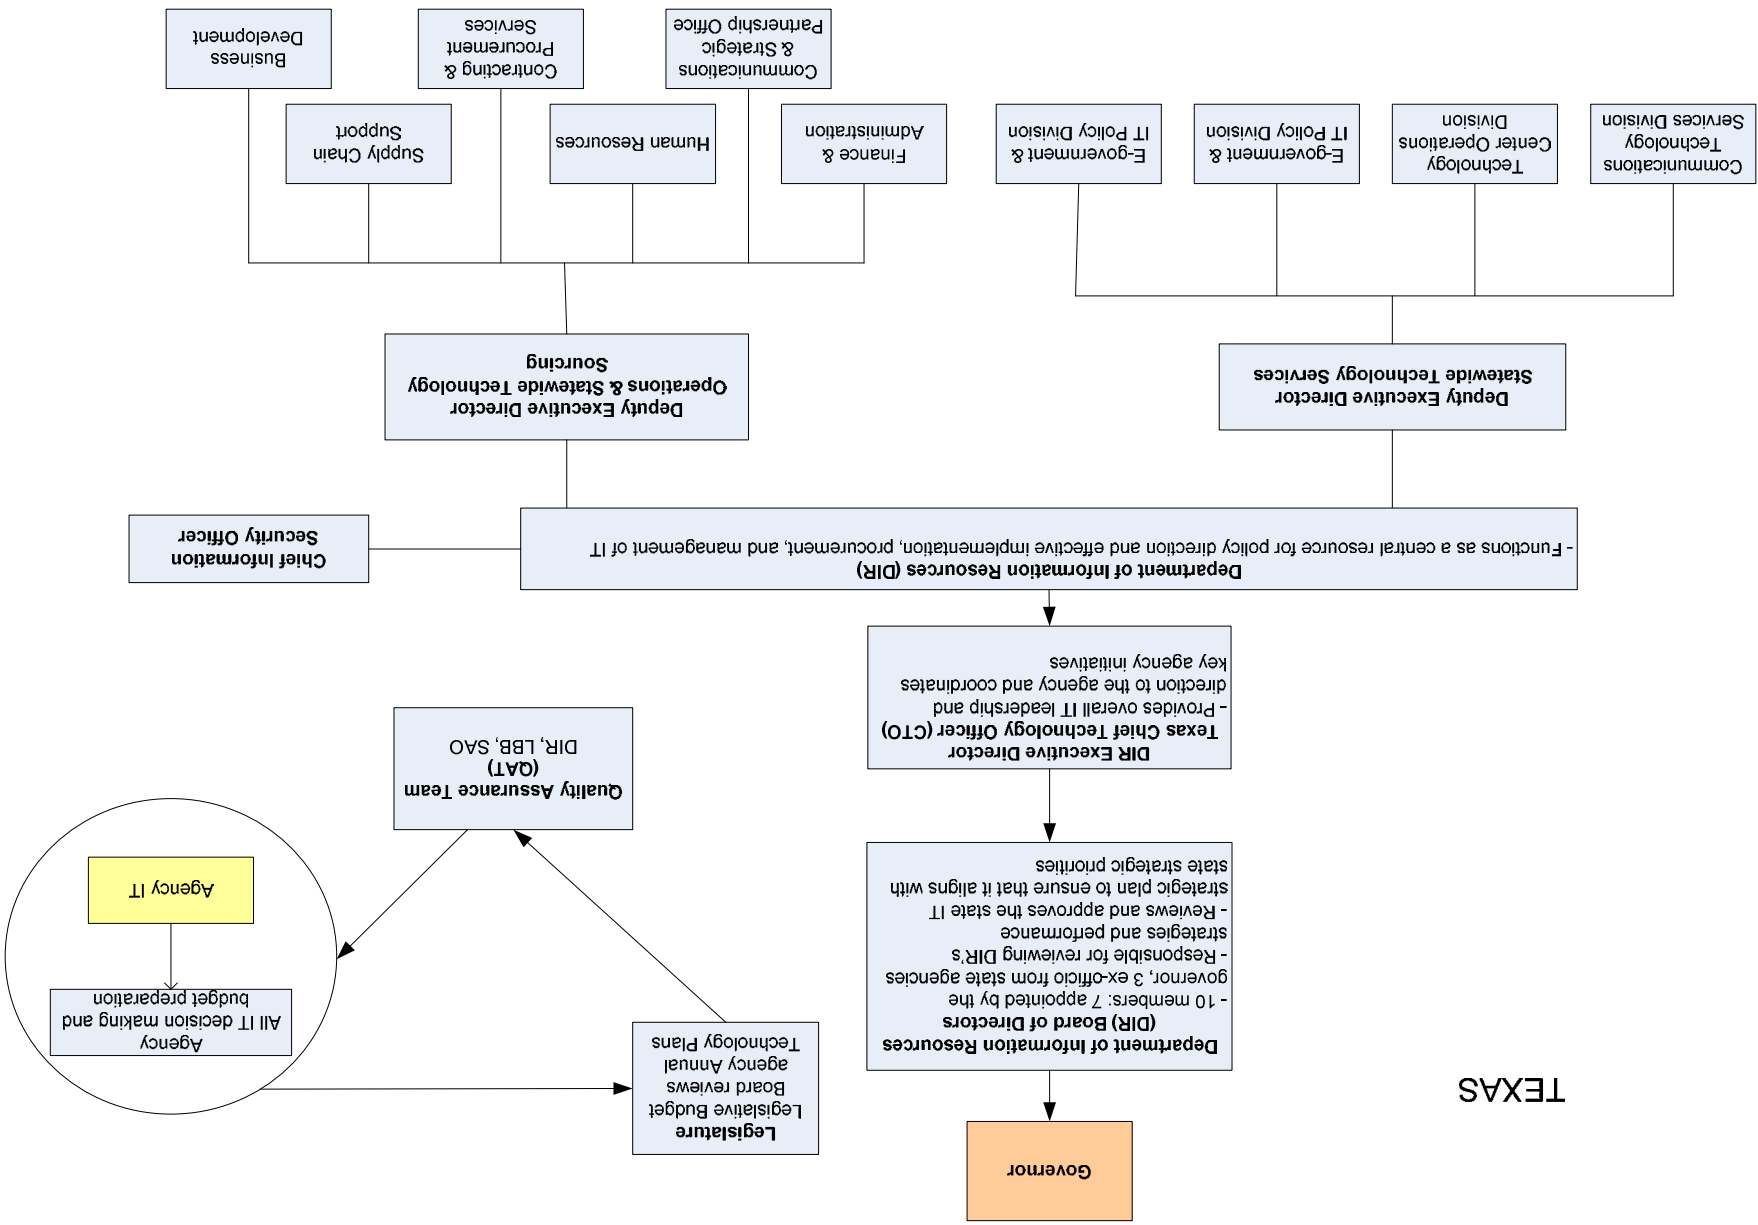 TEXAS
Governor
Legislature
Legislative Budget
Board reviews
agency Annual
Technology Plans
Department of Information Resources
(DIR) Board of Directors
- 10 members: 7 appointed by the
governor, 3 ex-officio from state agencies
- Responsible for reviewing DIR's
strategies and performance
- Reviews and approves the state IT
strategic plan to ensure that it aligns with
state strategic priorities
Agency
All IT decision making and
budget preparation
Agency IT
Quality Assurance Team
(QAT)
DIR, LBB, SAO
DIR Executive Director
Texas Chief Technology Officer (CTO)
- Provides overall IT leadership and
direction to the agency and coordinates
key agency initiatives
Department of Information Resources (DIR)
- Functions as a central resource for policy direction and effective implementation, procurement, and management of IT
Chief Information
Security Officer
Deputy Executive Director
Statewide Technology Services
Deputy Executive Director
Operations & Statewide Technology
Sourcing
Communications
Technology
Services Division
Technology
Center Operations
Division
E-government &
IT Policy Division
E-government &
IT Policy Division
Finance &
Administration
Human Resources
Supply Chain
Support
Communications
& Strategic
Partnership Office
Contracting &
Procurement
Services
Business
Development